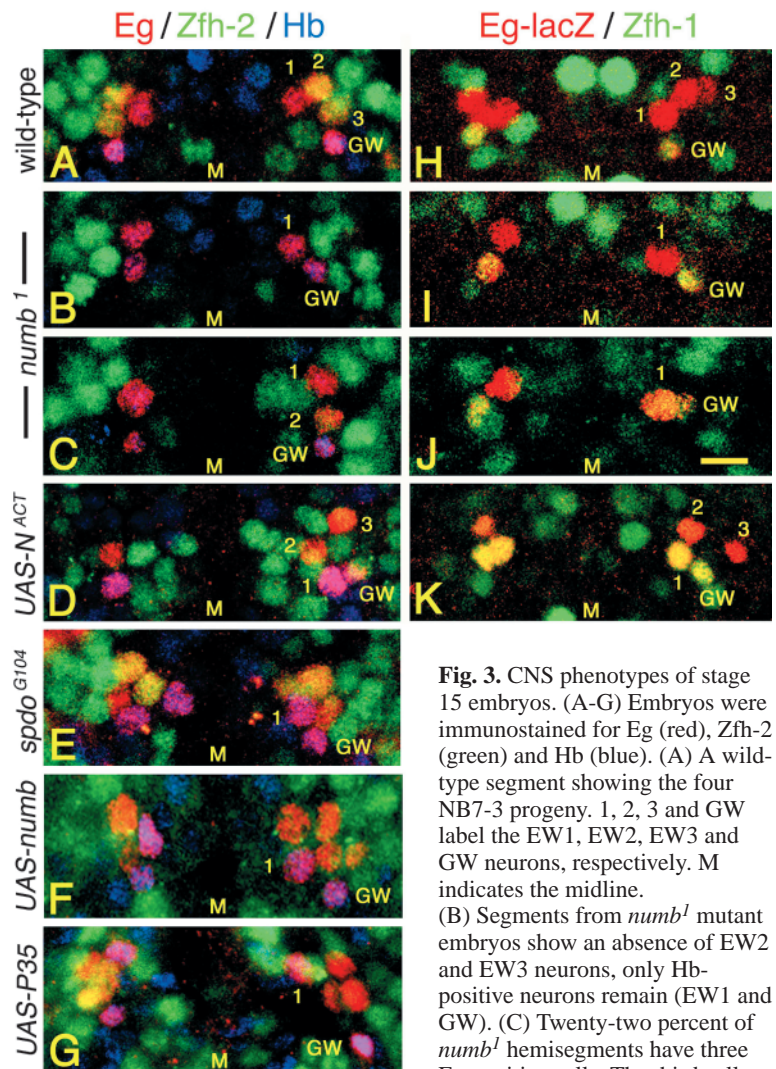 Eg / Zfh-2 / Hb
Eg-lacZ / Zfh-1
wild-type
1
2
3
GW
A
M
1
2
3
GW
H
M
numb 1
1
GW
B
M
1
GW
I
M
1
2
GW
C
M
1
GW
J
M
UAS-N ACT
3
2
1
GW
D
M
2
3
1
GW
K
M
spdo G104
1
GW
E
M
UAS-numb
1
GW
F
M
UAS-P35
1
GW
G
M
Fig. 3. CNS phenotypes of stage
15 embryos. (A-G) Embryos were
immunostained for Eg (red), Zfh-2
(green) and Hb (blue). (A) A wild-
type segment showing the four
NB7-3 progeny. 1, 2, 3 and GW
label the EW1, EW2, EW3 and
GW neurons, respectively. M
indicates the midline.
(B) Segments from numb1 mutant
embryos show an absence of EW2
and EW3 neurons, only Hb-
positive neurons remain (EW1 and
GW). (C) Twenty-two percent of
numb1 hemisegments have three